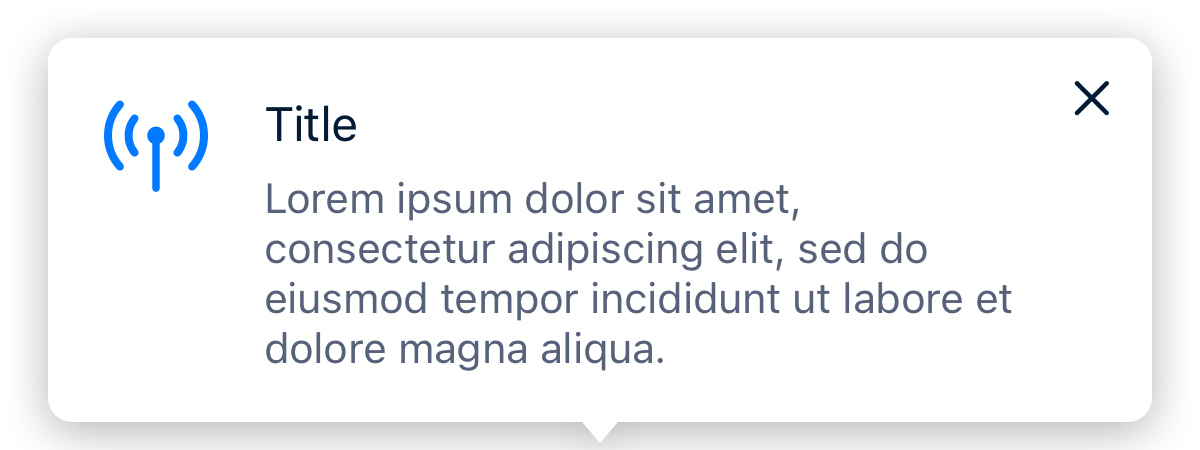 Title
Lorem ipsum dolor sit amet,
consectetur adipiscing elit, sed do
eiusmod tempor incididunt ut labore et
dolore magna aliqua.